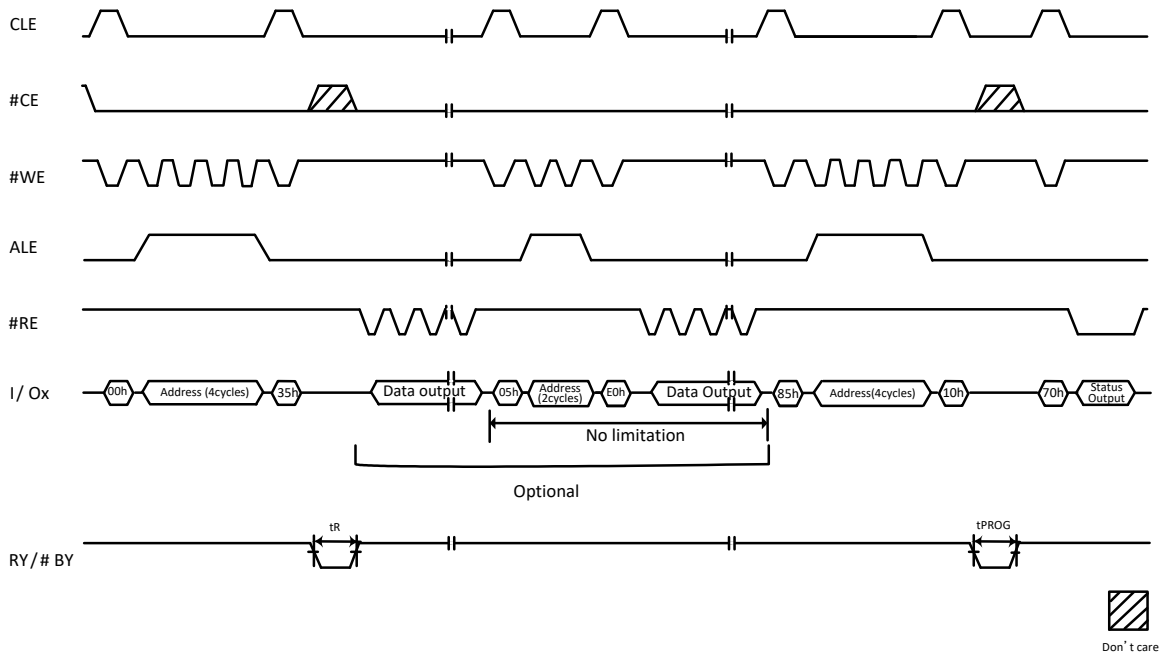 CLE
#CE
#WE
ALE
#RE
I/Ox
00h
Address (4cycles)
35h
Data output
05h
Address
(2cycles)
E0h
Data Output
85h
Address(4cycles)
10h
70h
Status
Output
No limitation
Optional
tR
tPROG
RY/# BY
Don't care